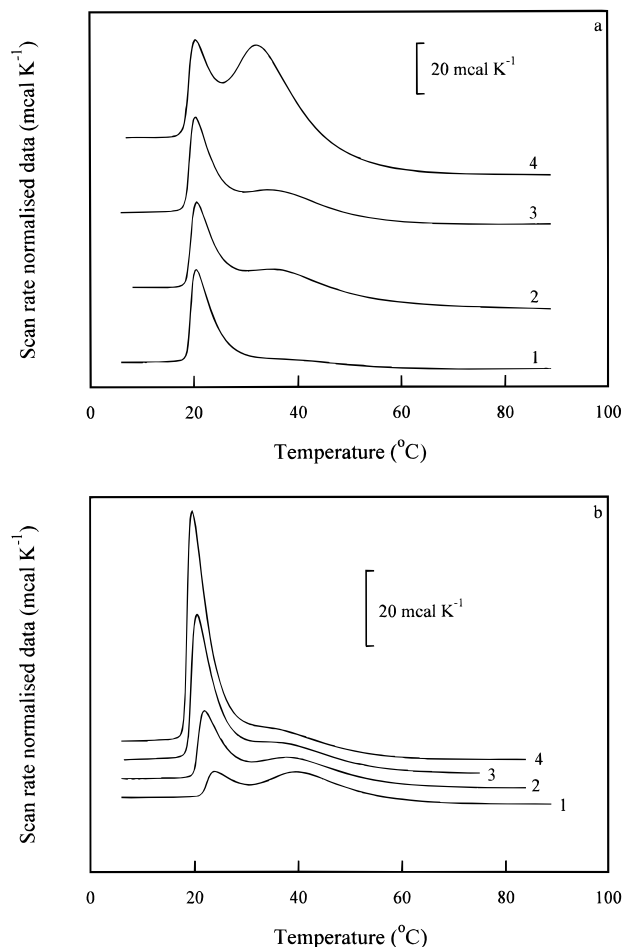 a
Scan rate normalised data (mcal K⁻¹)
20 mcal K⁻¹
4
3
2
1
0 20 40 60 80 100
Temperature (°C)
b
Scan rate normalised data (mcal K⁻¹)
20 mcal K⁻¹
4
3
2
1
0 20 40 60 80 100
Temperature (°C)